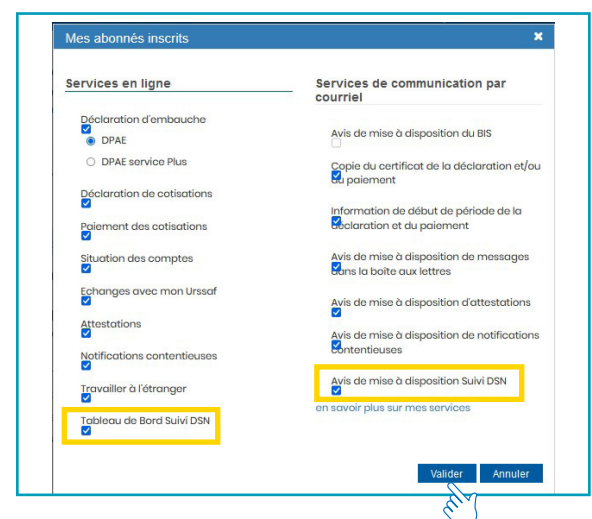 Mes abonnés inscrits
Services en ligne
Déclaration d'embauche
DPAE
DPAE service Plus
Déclaration de cotisations
Paiement des cotisations
Situation des comptes
Echanges avec mon Urssaf
Attestations
Notifications contentieuses
Travailler à l'étranger
Tableau de Bord Suivi DSN
Services de communication par
courriel
Avis de mise à disposition du BIS
Copie du certificat de la déclaration et/ou
du paiement
Information de début de période de la
déclaration et du paiement
Avis de mise à disposition de messages
dans la boîte aux lettres
Avis de mise à disposition d'attestations
Avis de mise à disposition de notifications
contentieuses
Avis de mise à disposition Suivi DSN
en savoir plus sur mes services
Valider
Annuler